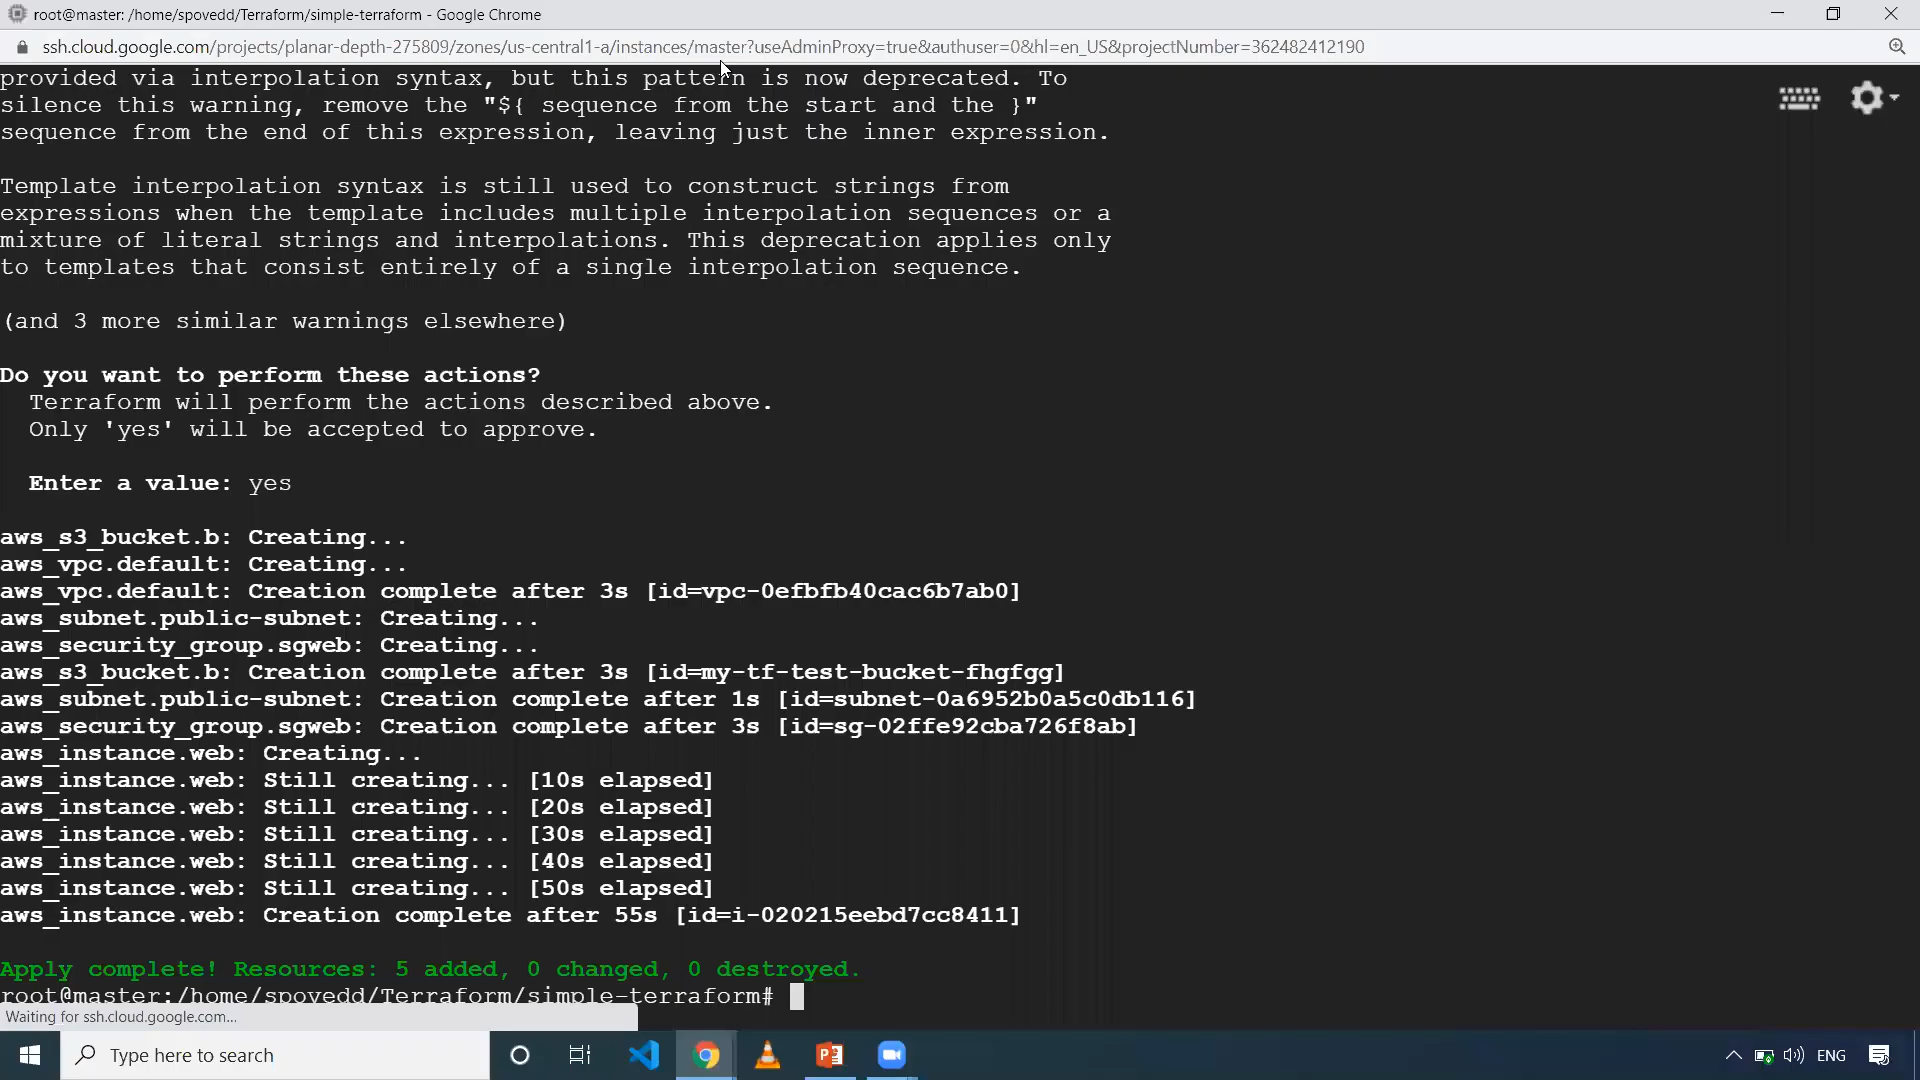 root@master: /home/spovedd/Terraform/simple-terraform - Google Chrome
ssh.cloud.google.com/projects/planar-depth-275809/zones/us-central1-a/instances/master?useAdminProxy=true&authuser=0&hl=en_US&projectNumber=362482412190
provided via interpolation syntax, but this pattern is now deprecated. To
silence this warning, remove the "${ sequence from the start and the }"
sequence from the end of this expression, leaving just the inner expression.
Template interpolation syntax is still used to construct strings from
expressions when the template includes multiple interpolation sequences or a
mixture of literal strings and interpolations. This deprecation applies only
to templates that consist entirely of a single interpolation sequence.
(and 3 more similar warnings elsewhere)
Do you want to perform these actions?
Terraform will perform the actions described above.
Only 'yes' will be accepted to approve.
Enter a value: yes
aws_s3_bucket.b: Creating...
aws_vpc.default: Creating...
aws_vpc.default: Creation complete after 3s [id=vpc-0efbfb40cac6b7ab0]
aws_subnet.public-subnet: Creating...
aws_security_group.sgweb: Creating...
aws_s3_bucket.b: Creation complete after 3s [id=my-tf-test-bucket-fhgfgg]
aws_subnet.public-subnet: Creation complete after 1s [id=subnet-0a6952b0a5c0db116]
aws_security_group.sgweb: Creation complete after 3s [id=sg-02ffe92cba726f8ab]
aws_instance.web: Creating...
aws_instance.web: Still creating... [10s elapsed]
aws_instance.web: Still creating... [20s elapsed]
aws_instance.web: Still creating... [30s elapsed]
aws_instance.web: Still creating... [40s elapsed]
aws_instance.web: Still creating... [50s elapsed]
aws_instance.web: Creation complete after 55s [id=i-020215eebd7cc8411]
Apply complete! Resources: 5 added, 0 changed, 0 destroyed.
root@master:/home/spovedd/Terraform/simple-terraform#
Waiting for ssh.cloud.google.com...
Type here to search
ENG